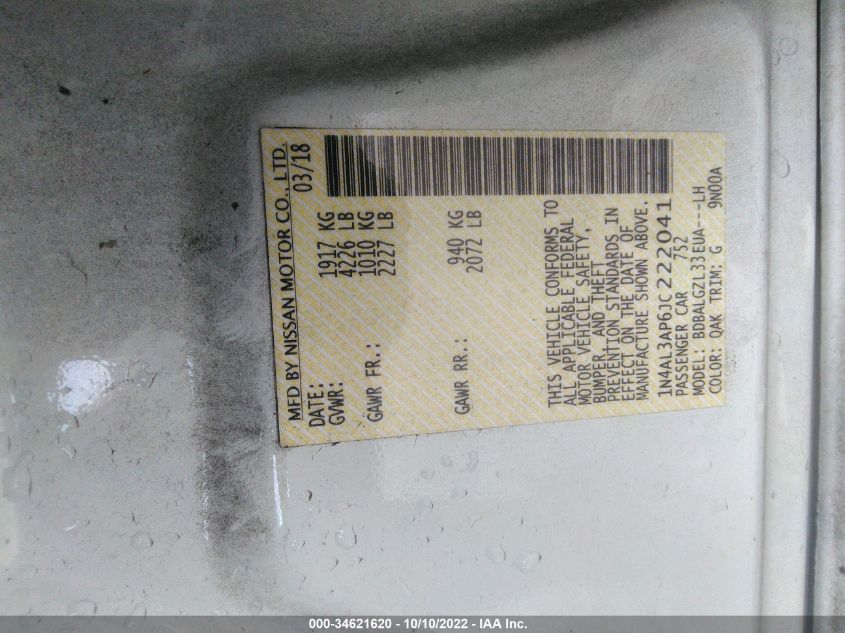 MFD BY NISSAN MOTOR CO., LTD.
DATE: 03/18
GVWR: 1917 KG
4226 LB
GAWR FR.: 1010 KG
2227 LB
GAWR RR.: 940 KG
2072 LB
THIS VEHICLE CONFORMS TO
ALL APPLICABLE FEDERAL
MOTOR VEHICLE SAFETY,
BUMPER, AND THEFT
PREVENTION STANDARDS IN
EFFECT ON THE DATE OF
MANUFACTURE SHOWN ABOVE.
1N4AL3AP6JC222041
PASSENGER CAR 752
MODEL: BDBALGZL33EUA---LH
COLOR: QAK TRIM: G 9N00A
000-34621620 - 10/10/2022 - IAA Inc.